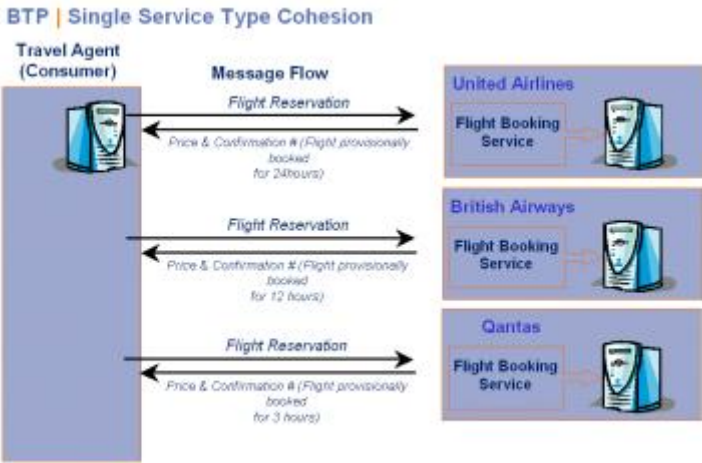 BTP | Single Service Type Cohesion
Travel Agent
(Consumer)
Message Flow
Flight Reservation
Price & Confirmation # (Flight provisionally
booked
for 24hours)
United Airlines
Flight Booking
Service
Flight Reservation
Price & Confirmation # (Flight provisionally
booked
for 12 hours)
British Airways
Flight Booking
Service
Flight Reservation
Price & Confirmation # (Flight provisionally
booked
for 3 hours)
Qantas
Flight Booking
Service